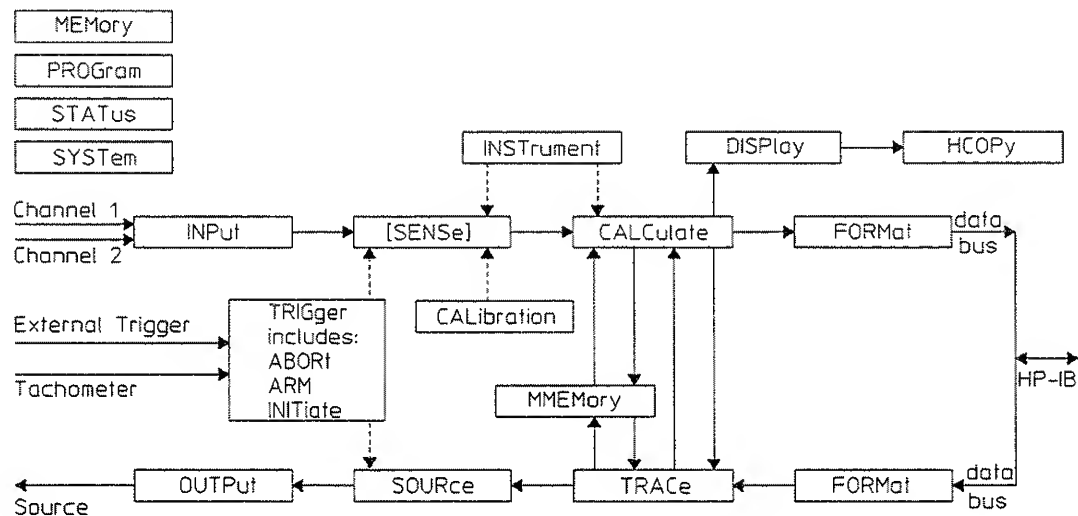 MEMory
PROGram
STATus
SYSTem
INSTrument
DISPlay
HCOPy
Channel 1
Channel 2
INPut
[SENSe]
CALCulate
FORMat
data
bus
External Trigger
Tachometer
TRIGger
includes:
ABORt
ARM
INITiate
CALibration
MMEMory
HP-IB
Source
OUTPut
SOURce
TRACe
FORMat
data
bus